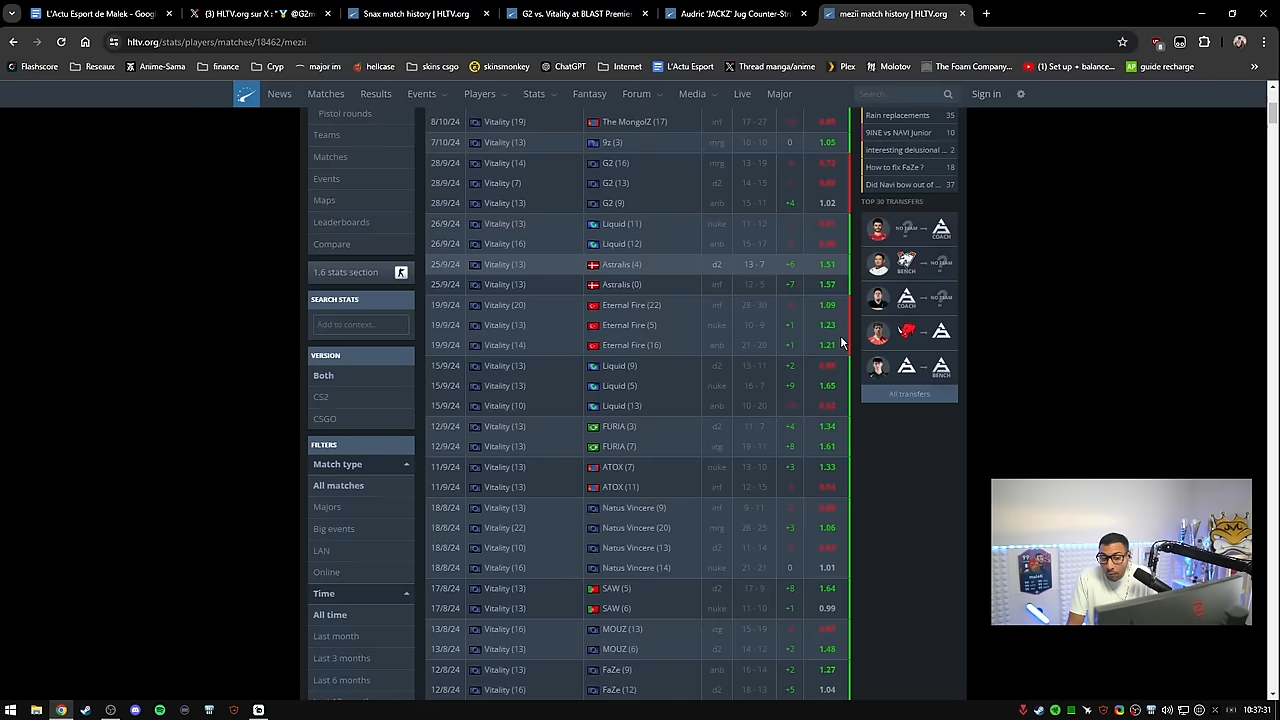 L'Actu Esport de Malek - Googl
(3) HLTV.org sur X : "🏅 @G2m
Snax match history | HLTV.org
G2 vs. Vitality at BLAST Premie
Audric 'JACKZ' Jug Counter-Str
mezii match history | HLTV.org
hltv.org/stats/players/matches/18462/mezii
Flashscore Reseaux Anime-Sama finance Cryp major im hellcase skins csgo skinsmonkey ChatGPT Internet L'Actu Esport Thread manga/anime Plex Molotov The Foam Company... (1) Set up + balance... guide recharge
News Matches Results Events Players Stats Fantasy Forum Media Live Major Search... Sign in
Pistol rounds
Teams
Matches
Events
Maps
Leaderboards
Compare
1.6 stats section
SEARCH STATS
Add to context..
VERSION
Both
CS2
CSGO
FILTERS
Match type
All matches
Majors
Big events
LAN
Online
Time
All time
Last month
Last 3 months
Last 6 months
8/10/24 Vitality (19) The MongolZ (17) inf 17 - 27
7/10/24 Vitality (13) 9z (3) mrg 10 - 10 0 1.05
28/9/24 Vitality (14) G2 (16) mrg 13 - 19 0.72
28/9/24 Vitality (7) G2 (13) d2 14 - 15
28/9/24 Vitality (13) G2 (9) anb 15 - 11 +4 1.02
26/9/24 Vitality (13) Liquid (11) nuke 11 - 12
26/9/24 Vitality (16) Liquid (12) anb 15 - 17
25/9/24 Vitality (13) Astralis (4) d2 13 - 7 +6 1.51
25/9/24 Vitality (13) Astralis (0) inf 12 - 5 +7 1.57
19/9/24 Vitality (20) Eternal Fire (22) inf 28 - 30 1.09
19/9/24 Vitality (13) Eternal Fire (5) nuke 10 - 9 +1 1.23
19/9/24 Vitality (14) Eternal Fire (16) anb 21 - 20 +1 1.21
15/9/24 Vitality (13) Liquid (9) d2 13 - 11 +2
15/9/24 Vitality (13) Liquid (5) nuke 16 - 7 +9 1.65
15/9/24 Vitality (10) Liquid (13) anb 10 - 20
12/9/24 Vitality (13) FURIA (3) d2 11 - 7 +4 1.34
12/9/24 Vitality (13) FURIA (7) vtg 19 - 11 +8 1.61
11/9/24 Vitality (13) ATOX (7) nuke 13 - 10 +3 1.33
11/9/24 Vitality (13) ATOX (11) inf 12 - 15
18/8/24 Vitality (13) Natus Vincere (9) inf 9 - 11
18/8/24 Vitality (22) Natus Vincere (20) mrg 28 - 25 +3 1.06
18/8/24 Vitality (10) Natus Vincere (13) d2 11 - 14
18/8/24 Vitality (16) Natus Vincere (14) nuke 21 - 21 0 1.01
17/8/24 Vitality (13) SAW (5) d2 17 - 9 +8 1.64
17/8/24 Vitality (13) SAW (6) nuke 11 - 10 +1 0.99
13/8/24 Vitality (16) MOUZ (13) vtg 15 - 19
13/8/24 Vitality (13) MOUZ (6) d2 14 - 12 +2 1.48
12/8/24 Vitality (13) FaZe (9) anb 16 - 14 +2 1.27
12/8/24 Vitality (16) FaZe (12) d2 18 - 13 +5 1.04
Rain replacements 35
9INE vs NAVI Junior 10
interesting delusional ... 2
How to fix FaZe ? 18
Did Navi bow out of ... 37
TOP 30 TRANSFERS
NO TEAM COACH
BENCH NO TEAM
COACH NO TEAM
BENCH
All transfers
10:37:31